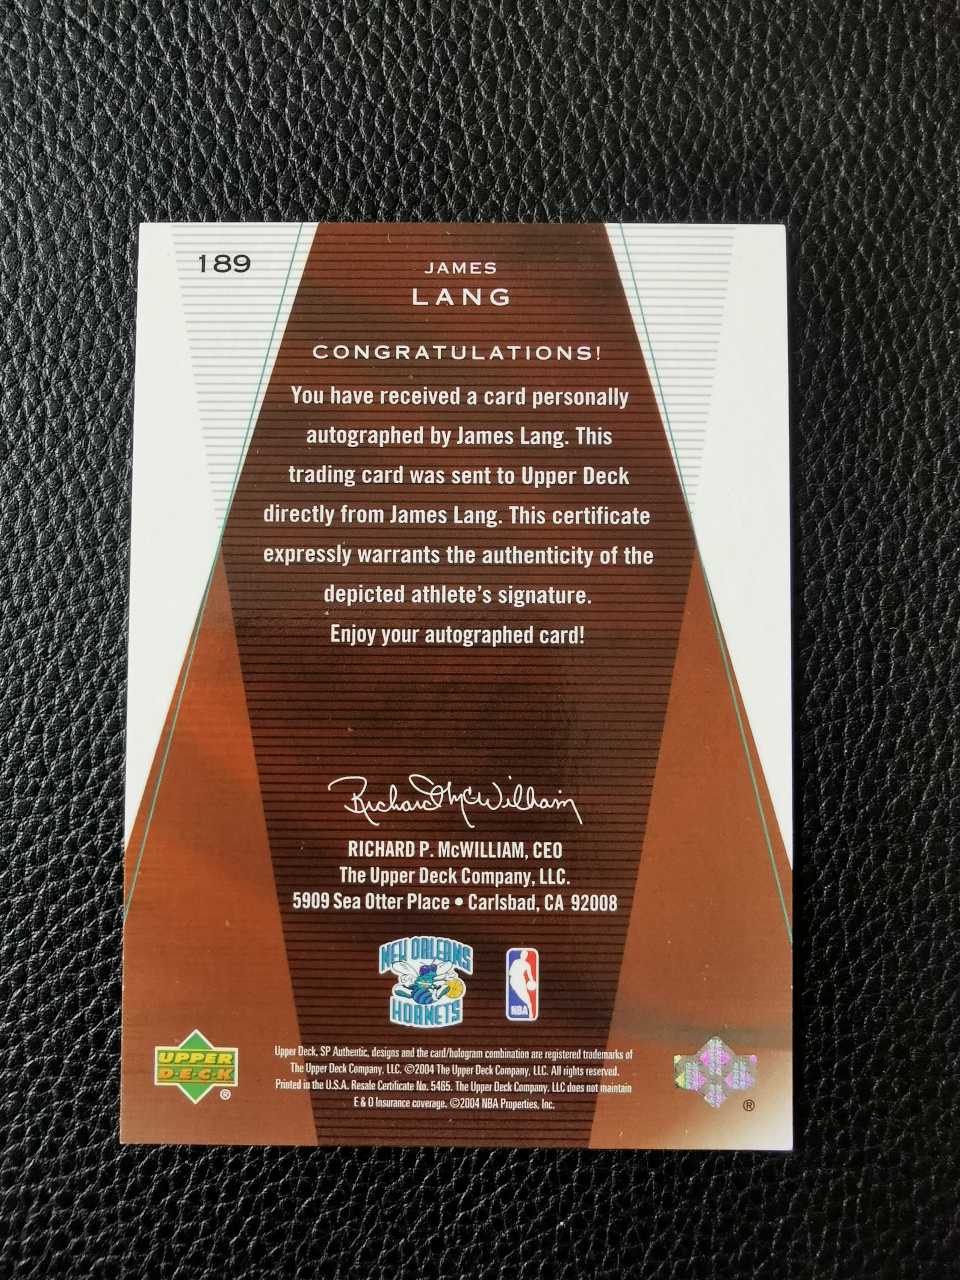 189
JAMES
LANG
CONGRATULATIONS!
You have received a card personally
autographed by James Lang. This
trading card was sent to Upper Deck
directly from James Lang. This certificate
expressly warrants the authenticity of the
depicted athlete's signature.
Enjoy your autographed card!
Richard McWilliam
RICHARD P. McWILLIAM, CEO
The Upper Deck Company, LLC.
5909 Sea Otter Place • Carlsbad, CA 92008
NEW ORLEANS
HORNETS
NBA
UPPER
DECK
®
Upper Deck, SP Authentic, designs and the card/hologram combination are registered trademarks of
The Upper Deck Company, LLC. ©2004 The Upper Deck Company, LLC. All rights reserved.
Printed in the U.S.A. Resale Certificate No. 5465. The Upper Deck Company, LLC does not maintain
E & O Insurance coverage. ©2004 NBA Properties, Inc.
®